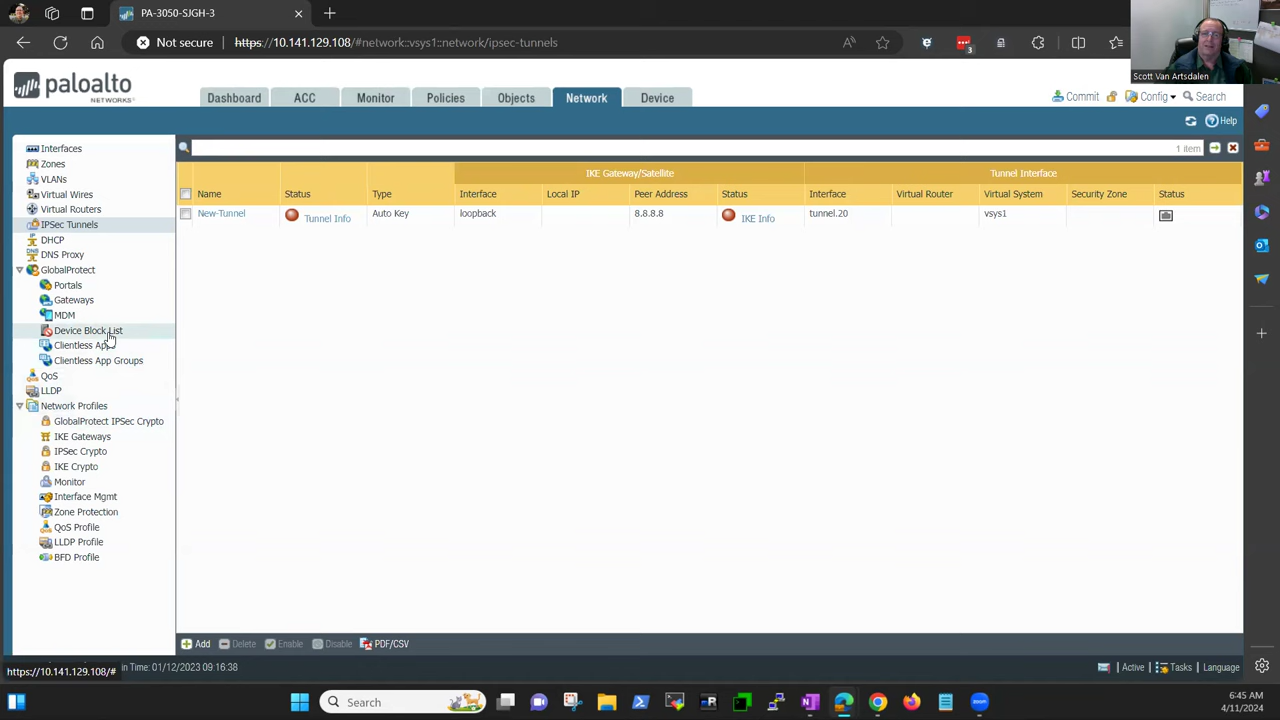 PA-3050-SJGH-3
Not secure
https://10.141.129.108/#network::vsys1::network/ipsec-tunnels
3
Scott Van Artsdalen
paloalto
NETWORKS
Dashboard
ACC
Monitor
Policies
Objects
Network
Device
Commit
Config
Search
Help
Interfaces
Zones
VLANs
Virtual Wires
Virtual Routers
IPSec Tunnels
DHCP
DNS Proxy
GlobalProtect
Portals
Gateways
MDM
Device Block List
Clientless App
Clientless App Groups
QoS
LLDP
Network Profiles
GlobalProtect IPSec Crypto
IKE Gateways
IPSec Crypto
IKE Crypto
Monitor
Interface Mgmt
Zone Protection
QoS Profile
LLDP Profile
BFD Profile
1 item
IKE Gateway/Satellite
Tunnel Interface
Name
Status
Type
Interface
Local IP
Peer Address
Status
Interface
Virtual Router
Virtual System
Security Zone
Status
New-Tunnel
Tunnel Info
Auto Key
loopback
8.8.8.8
IKE Info
tunnel.20
vsys1
Add
Delete
Enable
Disable
PDF/CSV
https://10.141.129.108/#
in Time: 01/12/2023 09:16:38
Active
Tasks
Language
Search
6:45 AM
4/11/2024